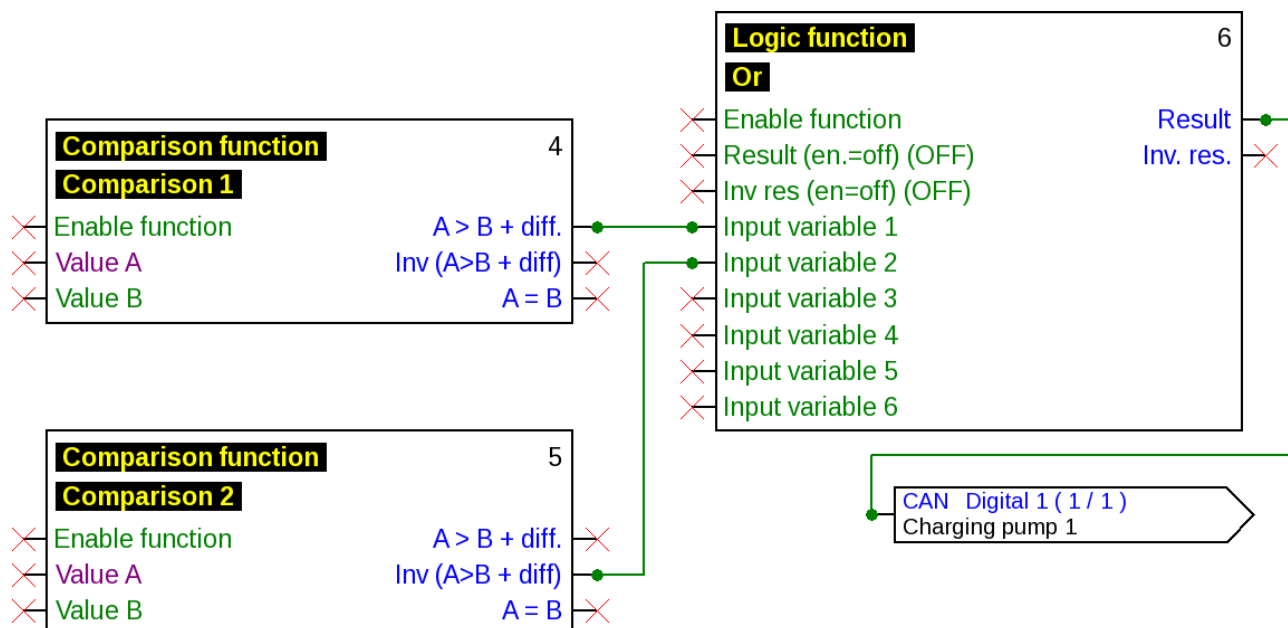 Comparison function 4
Comparison 1
Enable function A > B + diff.
Value A Inv (A>B + diff)
Value B A = B
Logic function 6
Or
Enable function Result
Result (en.=off) (OFF) Inv. res.
Inv res (en=off) (OFF)
Input variable 1
Input variable 2
Input variable 3
Input variable 4
Input variable 5
Input variable 6
Comparison function 5
Comparison 2
Enable function A > B + diff.
Value A Inv (A>B + diff)
Value B A = B
CAN Digital 1 ( 1 / 1 )
Charging pump 1